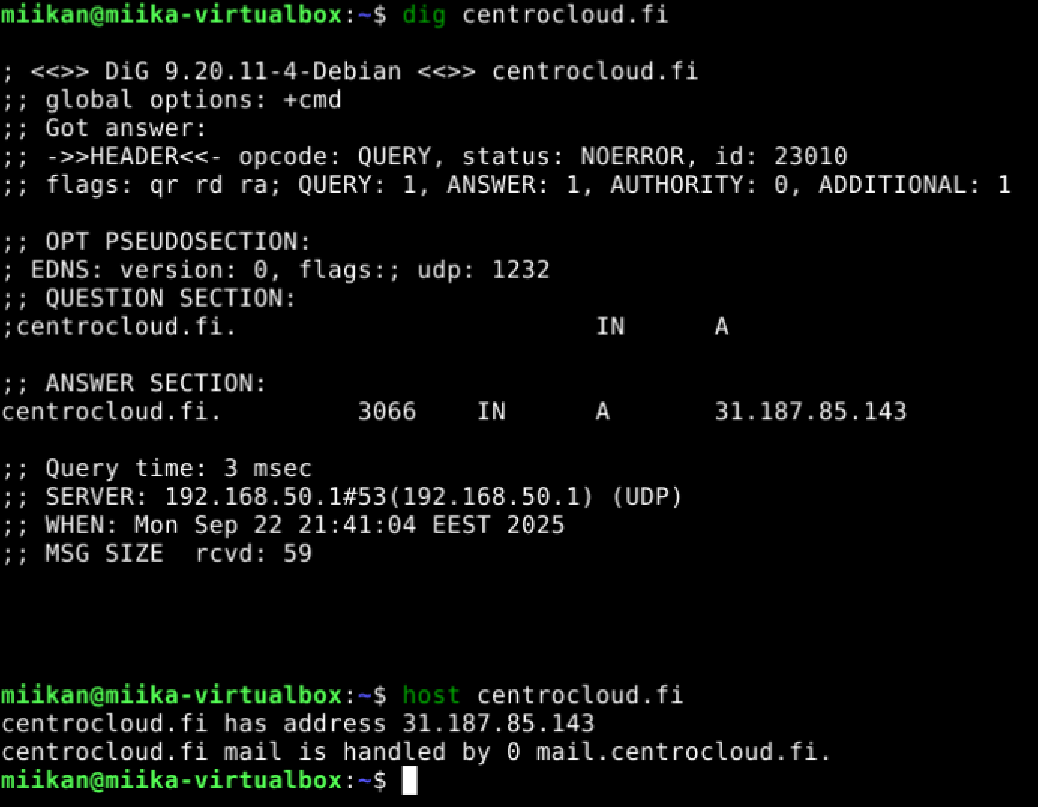 miikan@miika-virtualbox:~$ dig centrocloud.fi
; <<>> DiG 9.20.11-4-Debian <<>> centrocloud.fi
;; global options: +cmd
;; Got answer:
;; ->>HEADER<<- opcode: QUERY, status: NOERROR, id: 23010
;; flags: qr rd ra; QUERY: 1, ANSWER: 1, AUTHORITY: 0, ADDITIONAL: 1
;; OPT PSEUDOSECTION:
; EDNS: version: 0, flags:; udp: 1232
;; QUESTION SECTION:
;centrocloud.fi. IN A
;; ANSWER SECTION:
centrocloud.fi. 3066 IN A 31.187.85.143
;; Query time: 3 msec
;; SERVER: 192.168.50.1#53(192.168.50.1) (UDP)
;; WHEN: Mon Sep 22 21:41:04 EEST 2025
;; MSG SIZE  rcvd: 59
miikan@miika-virtualbox:~$ host centrocloud.fi
centrocloud.fi has address 31.187.85.143
centrocloud.fi mail is handled by 0 mail.centrocloud.fi.
miikan@miika-virtualbox:~$